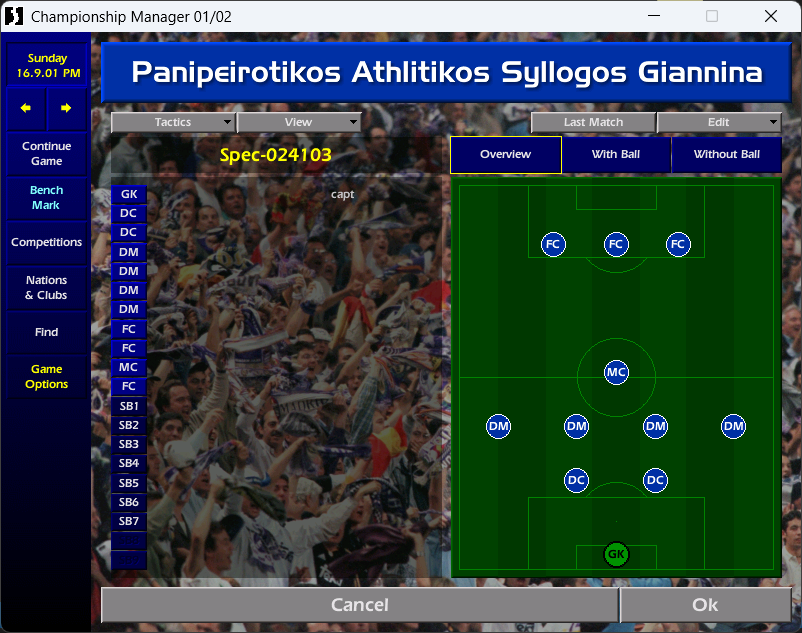 Championship Manager 01/02
Sunday
16.9.01 PM
Continue
Game
Bench
Mark
Competitions
Nations
& Clubs
Find
Game
Options
Panipeirotikos Athlitikos Syllogos Giannina
Tactics
View
Last Match
Edit
Spec-024103
Overview
With Ball
Without Ball
GK capt
DC
DC
DM
DM
DM
DM
FC
FC
MC
FC
SB1
SB2
SB3
SB4
SB5
SB6
SB7
FC FC FC
MC
DM DM DM DM
DC DC
GK
Cancel
Ok